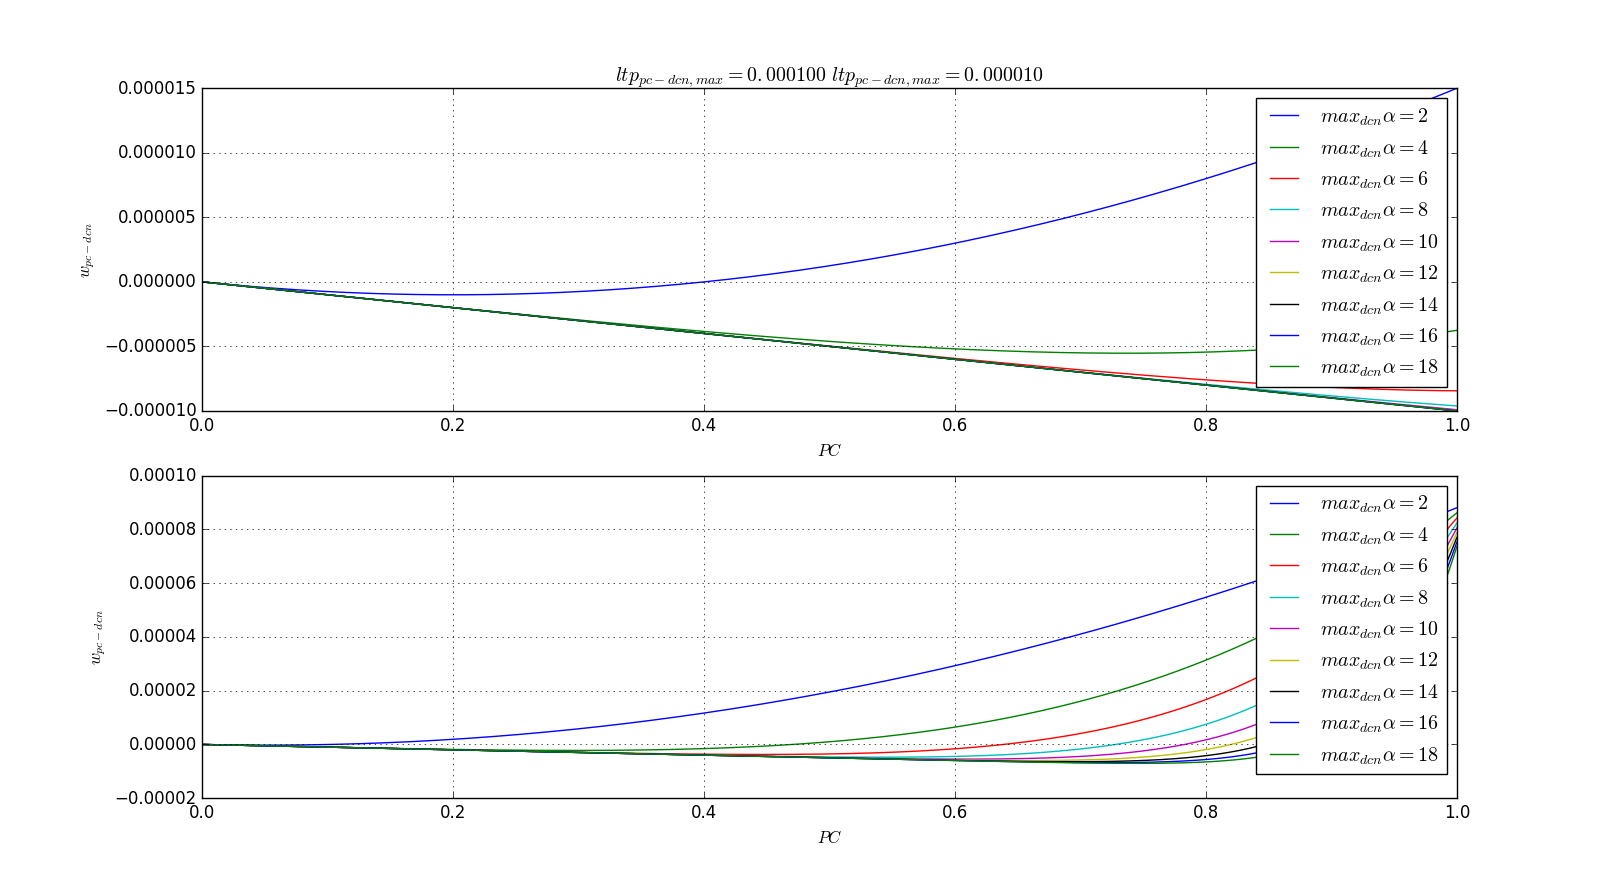 ltp_{pc-dcn,max} = 0.000100 ltp_{pc-dcn,max} = 0.000010
0.000015
0.000010
0.000005
0.000000
−0.000005
−0.000010
w_{pc-dcn}
0.0 0.2 0.4 0.6 0.8 1.0
PC
max_{dcn} α = 2
max_{dcn} α = 4
max_{dcn} α = 6
max_{dcn} α = 8
max_{dcn} α = 10
max_{dcn} α = 12
max_{dcn} α = 14
max_{dcn} α = 16
max_{dcn} α = 18
0.00010
0.00008
0.00006
0.00004
0.00002
0.00000
−0.00002
w_{pc-dcn}
0.0 0.2 0.4 0.6 0.8 1.0
PC
max_{dcn} α = 2
max_{dcn} α = 4
max_{dcn} α = 6
max_{dcn} α = 8
max_{dcn} α = 10
max_{dcn} α = 12
max_{dcn} α = 14
max_{dcn} α = 16
max_{dcn} α = 18